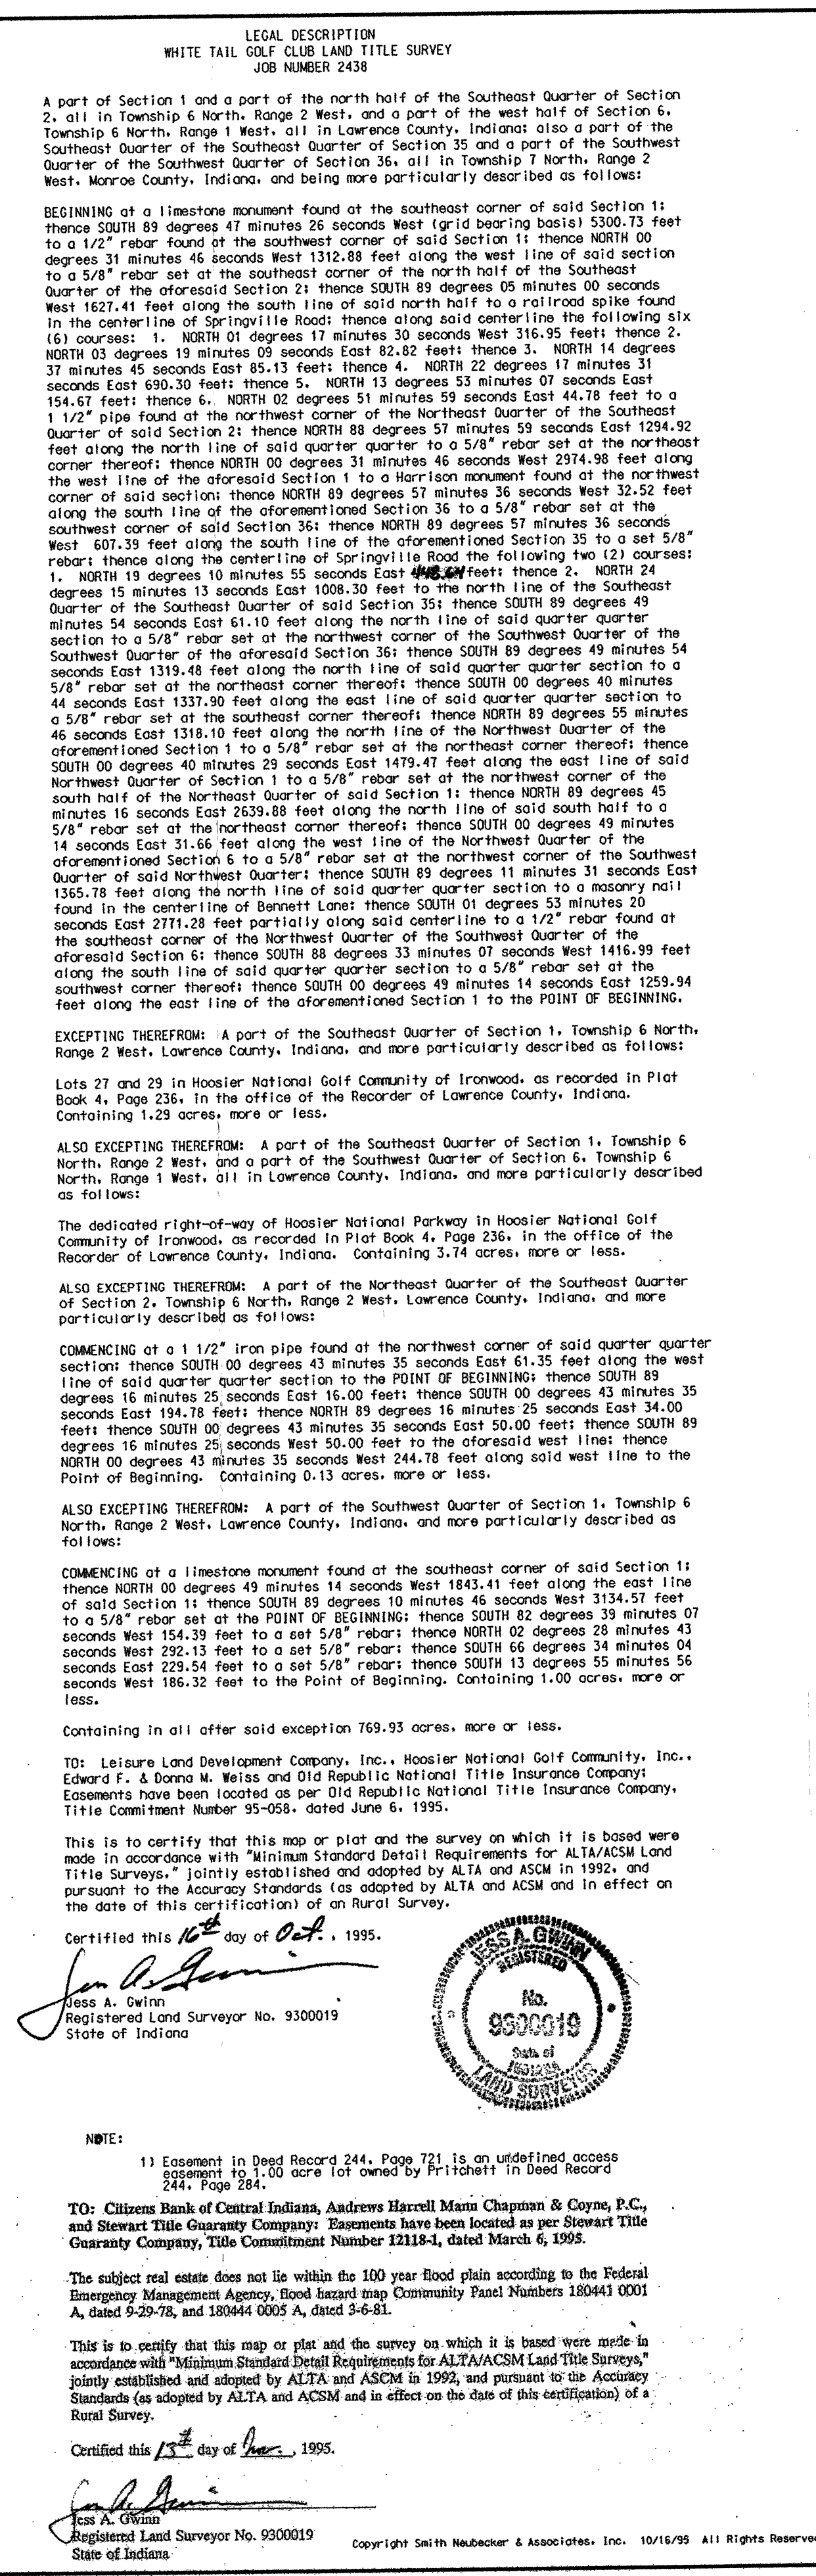 LEGAL DESCRIPTION
WHITE TAIL GOLF CLUB LAND TITLE SURVEY
JOB NUMBER 2438
A part of Section 1 and a part of the north half of the Southeast Quarter of Section
2, all in Township 6 North, Range 2 West, and a part of the west half of Section 6,
Township 6 North, Range 1 West, all in Lawrence County, Indiana; also a part of the
Southeast Quarter of the Southeast Quarter of Section 35 and a part of the Southwest
Quarter of the Southwest Quarter of Section 36, all in Township 7 North, Range 2
West, Monroe County, Indiana, and being more particularly described as follows:
BEGINNING at a limestone monument found at the southeast corner of said Section 1;
thence SOUTH 89 degrees 47 minutes 26 seconds West (grid bearing basis) 5300.73 feet
to a 1/2" rebar found at the southwest corner of said Section 1; thence NORTH 00
degrees 31 minutes 46 seconds West 1312.88 feet along the west line of said section
to a 5/8" rebar set at the southeast corner of the north half of the Southeast
Quarter of the aforesaid Section 2; thence SOUTH 89 degrees 05 minutes 00 seconds
West 1627.41 feet along the south line of said north half to a railroad spike found
in the centerline of Springville Road; thence along said centerline the following six
(6) courses: 1. NORTH 01 degrees 17 minutes 30 seconds West 316.95 feet; thence 2.
NORTH 03 degrees 19 minutes 09 seconds East 82.82 feet; thence 3. NORTH 14 degrees
37 minutes 45 seconds East 85.13 feet; thence 4. NORTH 22 degrees 17 minutes 31
seconds East 690.30 feet; thence 5. NORTH 13 degrees 53 minutes 07 seconds East
154.67 feet; thence 6. NORTH 02 degrees 51 minutes 59 seconds East 44.78 feet to a
1 1/2" pipe found at the northwest corner of the Northeast Quarter of the Southeast
Quarter of said Section 2; thence NORTH 88 degrees 57 minutes 59 seconds East 1294.92
feet along the north line of said quarter quarter to a 5/8" rebar set at the northeast
corner thereof; thence NORTH 00 degrees 31 minutes 46 seconds West 2974.98 feet along
the west line of the aforesaid Section 1 to a Harrison monument found at the northwest
corner of said section; thence NORTH 89 degrees 57 minutes 36 seconds West 32.52 feet
along the south line of the aforementioned Section 36 to a 5/8" rebar set at the
southwest corner of said Section 36; thence NORTH 89 degrees 57 minutes 36 seconds
West 607.39 feet along the south line of the aforementioned Section 35 to a set 5/8"
rebar; thence along the centerline of Springville Road the following two (2) courses:
1. NORTH 19 degrees 10 minutes 55 seconds East feet; thence 2. NORTH 24
degrees 15 minutes 13 seconds East 1008.30 feet to the north line of the Southeast
Quarter of the Southeast Quarter of said Section 35; thence SOUTH 89 degrees 49
minutes 54 seconds East 61.10 feet along the north line of said quarter quarter
section to a 5/8" rebar set at the northwest corner of the Southwest Quarter of the
Southwest Quarter of the aforesaid Section 36; thence SOUTH 89 degrees 49 minutes 54
seconds East 1319.48 feet along the north line of said quarter quarter section to a
5/8" rebar set at the northeast corner thereof; thence SOUTH 00 degrees 40 minutes
44 seconds East 1337.90 feet along the east line of said quarter quarter section to
a 5/8" rebar set at the southeast corner thereof; thence NORTH 89 degrees 55 minutes
46 seconds East 1318.10 feet along the north line of the Northwest Quarter of the
aforementioned Section 1 to a 5/8" rebar set at the northeast corner thereof; thence
SOUTH 00 degrees 40 minutes 29 seconds East 1479.47 feet along the east line of said
Northwest Quarter of Section 1 to a 5/8" rebar set at the northwest corner of the
south half of the Northeast Quarter of said Section 1; thence NORTH 89 degrees 45
minutes 16 seconds East 2639.88 feet along the north line of said south half to a
5/8" rebar set at the northeast corner thereof; thence SOUTH 00 degrees 49 minutes
14 seconds East 31.66 feet along the west line of the Northwest Quarter of the
aforementioned Section 6 to a 5/8" rebar set at the northwest corner of the Southwest
Quarter of said Northwest Quarter; thence SOUTH 89 degrees 11 minutes 31 seconds East
1365.78 feet along the north line of said quarter quarter section to a masonry nail
found in the centerline of Bennett Lane; thence SOUTH 01 degrees 53 minutes 20
seconds East 2771.28 feet partially along said centerline to a 1/2" rebar found at
the southeast corner of the Northwest Quarter of the Southwest Quarter of the
aforesaid Section 6; thence SOUTH 88 degrees 33 minutes 07 seconds West 1416.99 feet
along the south line of said quarter quarter section to a 5/8" rebar set at the
southwest corner thereof; thence SOUTH 00 degrees 49 minutes 14 seconds East 1259.94
feet along the east line of the aforementioned Section 1 to the POINT OF BEGINNING.
EXCEPTING THEREFROM: A part of the Southeast Quarter of Section 1, Township 6 North,
Range 2 West, Lawrence County, Indiana, and more particularly described as follows:
Lots 27 and 29 in Hoosier National Golf Community of Ironwood, as recorded in Plat
Book 4, Page 236, in the office of the Recorder of Lawrence County, Indiana.
Containing 1.29 acres, more or less.
ALSO EXCEPTING THEREFROM: A part of the Southeast Quarter of Section 1, Township 6
North, Range 2 West, and a part of the Southwest Quarter of Section 6, Township 6
North, Range 1 West, all in Lawrence County, Indiana, and more particularly described
as follows:
The dedicated right-of-way of Hoosier National Parkway in Hoosier National Golf
Community of Ironwood, as recorded in Plat Book 4, Page 236, in the office of the
Recorder of Lawrence County, Indiana. Containing 3.74 acres, more or less.
ALSO EXCEPTING THEREFROM: A part of the Northeast Quarter of the Southeast Quarter
of Section 2, Township 6 North, Range 2 West, Lawrence County, Indiana, and more
particularly described as follows:
COMMENCING at a 1 1/2" iron pipe found at the northwest corner of said quarter quarter
section; thence SOUTH 00 degrees 43 minutes 35 seconds East 61.35 feet along the west
line of said quarter quarter section to the POINT OF BEGINNING; thence SOUTH 89
degrees 16 minutes 25 seconds East 16.00 feet; thence SOUTH 00 degrees 43 minutes 35
seconds East 194.78 feet; thence NORTH 89 degrees 16 minutes 25 seconds East 34.00
feet; thence SOUTH 00 degrees 43 minutes 35 seconds East 50.00 feet; thence SOUTH 89
degrees 16 minutes 25 seconds West 50.00 feet to the aforesaid west line; thence
NORTH 00 degrees 43 minutes 35 seconds West 244.78 feet along said west line to the
Point of Beginning. Containing 0.13 acres, more or less.
ALSO EXCEPTING THEREFROM: A part of the Southwest Quarter of Section 1, Township 6
North, Range 2 West, Lawrence County, Indiana, and more particularly described as
follows:
COMMENCING at a limestone monument found at the southeast corner of said Section 1;
thence NORTH 00 degrees 49 minutes 14 seconds West 1843.41 feet along the east line
of said Section 1; thence SOUTH 89 degrees 10 minutes 46 seconds West 3134.57 feet
to a 5/8" rebar set at the POINT OF BEGINNING; thence SOUTH 82 degrees 39 minutes 07
seconds West 154.39 feet to a set 5/8" rebar; thence NORTH 02 degrees 28 minutes 43
seconds West 292.13 feet to a set 5/8" rebar; thence SOUTH 66 degrees 34 minutes 04
seconds East 229.54 feet to a set 5/8" rebar; thence SOUTH 13 degrees 55 minutes 56
seconds West 186.32 feet to the Point of Beginning. Containing 1.00 acres, more or
less.
Containing in all after said exception 769.93 acres, more or less.
TO: Leisure Land Development Company, Inc., Hoosier National Golf Community, Inc.,
Edward F. & Donna M. Weiss and Old Republic National Title Insurance Company;
Easements have been located as per Old Republic National Title Insurance Company,
Title Commitment Number 95-058, dated June 6, 1995.
This is to certify that this map or plat and the survey on which it is based were
made in accordance with "Minimum Standard Detail Requirements for ALTA/ACSM Land
Title Surveys," jointly established and adopted by ALTA and ASCM in 1992, and
pursuant to the Accuracy Standards (as adopted by ALTA and ACSM and in effect on
the date of this certification) of an Rural Survey.
Certified this 16th day of Oct., 1995.
Jess A. Gwinn
Registered Land Surveyor No. 9300019
State of Indiana
JESS A. GWINN
REGISTERED
No.
9300019
State of
INDIANA
LAND SURVEYOR
NOTE:
1) Easement in Deed Record 244, Page 721 is an undefined access
easement to 1.00 acre lot owned by Pritchett in Deed Record
244, Page 284.
TO: Citizens Bank of Central Indiana, Andrews Harrell Mann Chapman & Coyne, P.C.,
and Stewart Title Guaranty Company: Easements have been located as per Stewart Title
Guaranty Company, Title Commitment Number 12118-1, dated March 6, 1995.
The subject real estate does not lie within the 100 year flood plain according to the Federal
Emergency Management Agency, flood hazard map Community Panel Numbers 180441 0001
A, dated 9-29-78, and 180444 0005 A, dated 3-6-81.
This is to certify that this map or plat and the survey on which it is based were made in
accordance with "Minimum Standard Detail Requirements for ALTA/ACSM Land Title Surveys,"
jointly established and adopted by ALTA and ASCM in 1992, and pursuant to the Accuracy
Standards (as adopted by ALTA and ACSM and in effect on the date of this certification) of a
Rural Survey.
Certified this 13th day of Mar., 1995.
Jess A. Gwinn
Registered Land Surveyor No. 9300019
State of Indiana
Copyright Smith Neubecker & Associates, Inc. 10/16/95 All Rights Reserve